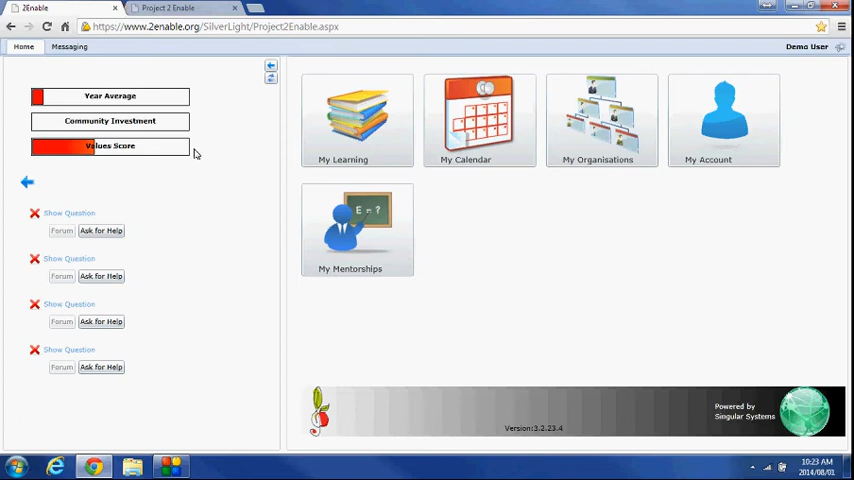 2Enable
Project 2 Enable
https://www.2enable.org/SilverLight/Project2Enable.aspx
Home
Messaging
Demo User
Year Average
Community Investment
Values Score
Show Question
Forum
Ask for Help
Show Question
Forum
Ask for Help
Show Question
Forum
Ask for Help
Show Question
Forum
Ask for Help
My Learning
My Calendar
My Organisations
My Account
E = ?
My Mentorships
Version:3.2.23.4
Powered by
Singular Systems
10:23 AM
2014/08/01